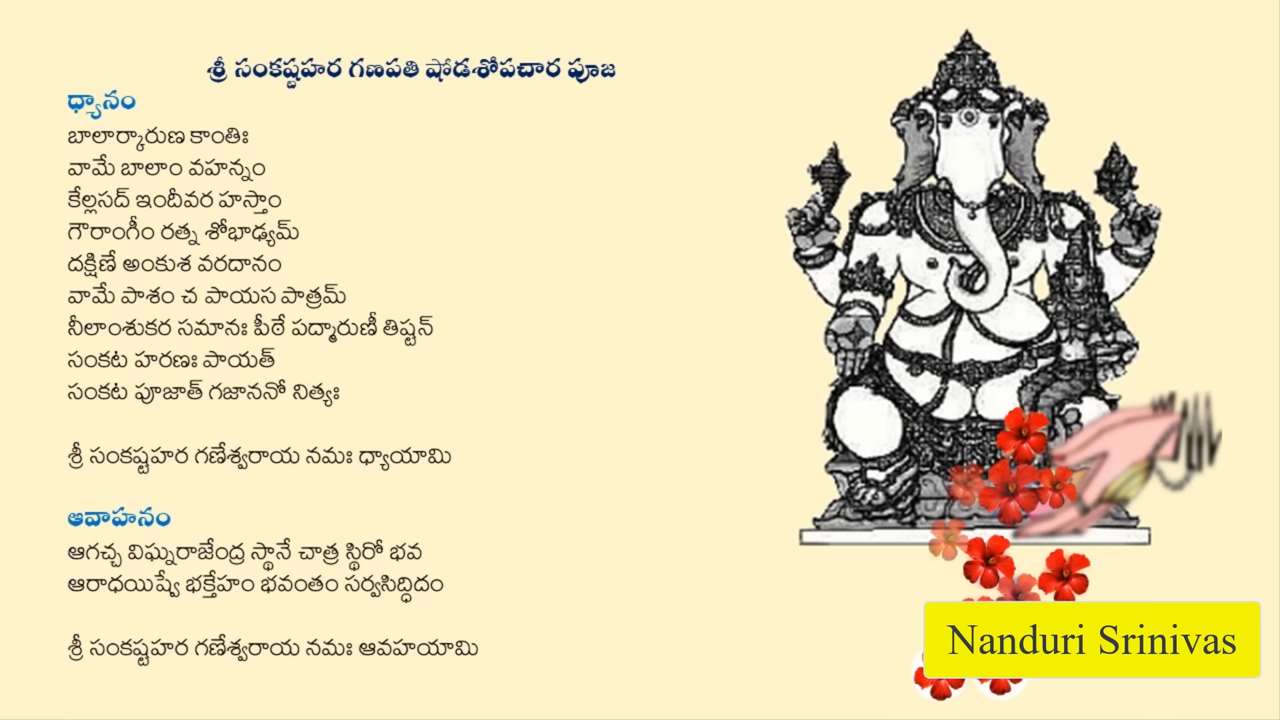 శ్రీ సంకష్టహర గణపతి షోడశోపచార పూజ
ధ్యానం
బాలార్కారుణ కాంతిః
వామే బాలాం వహన్నం
కేల్లసద్ ఇందీవర హస్తాం
గౌరాంగీం రత్న శోభాఢ్యమ్
దక్షిణే అంకుశ వరదానం
వామే పాశం చ పాయస పాత్రమ్
నీలాంశుకర సమానః పీఠే పద్మారుణీ తిష్టన్
సంకట హరణః పాయత్
సంకట పూజాత్ గజాననో నిత్యః
శ్రీ సంకష్టహర గణేశ్వరాయ నమః ధ్యాయామి
ఆవాహనం
ఆగచ్చ విఘ్నరాజేంద్ర స్థానే చాత్ర స్థిరో భవ
ఆరాధయిష్వే భక్తేహం భవంతం సర్వసిద్ధిదం
శ్రీ సంకష్టహర గణేశ్వరాయ నమః ఆవహయామి
Nanduri Srinivas